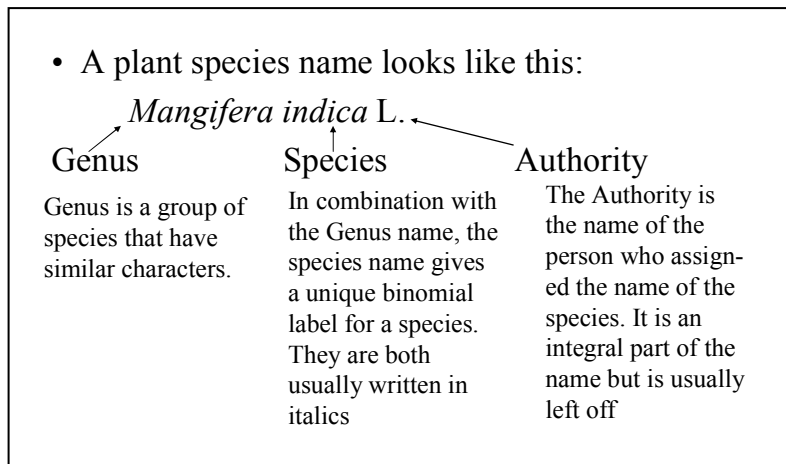 • A plant species name looks like this:
Mangifera indica L.
Genus
Genus is a group of
species that have
similar characters.
Species
In combination with
the Genus name, the
species name gives
a unique binomial
label for a species.
They are both
usually written in
italics
Authority
The Authority is
the name of the
person who assign-
ed the name of the
species. It is an
integral part of the
name but is usually
left off